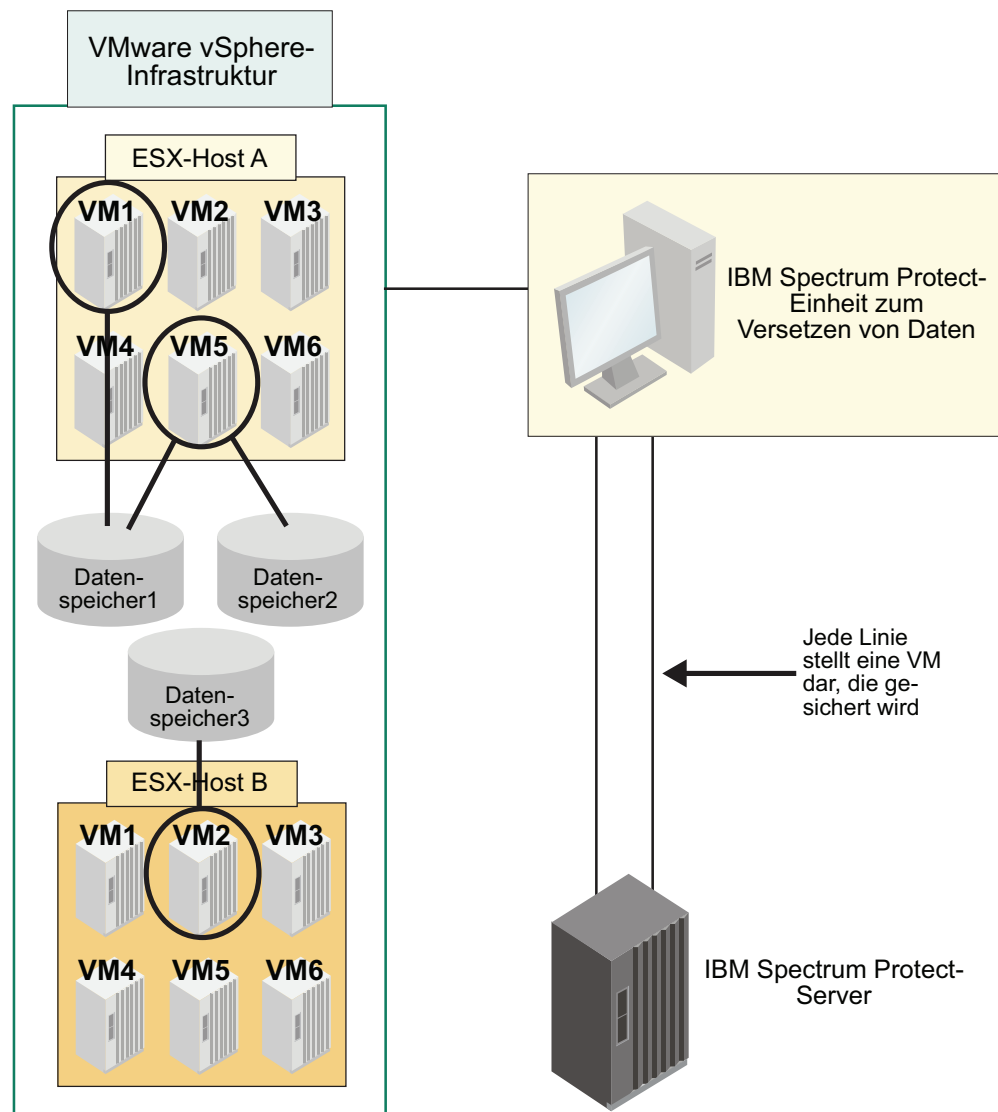 VMware vSphere-
Infrastruktur
ESX-Host A
VM1 VM2 VM3
VM4 VM5 VM6
Daten-
speicher1
Daten-
speicher2
Daten-
speicher3
ESX-Host B
VM1 VM2 VM3
VM4 VM5 VM6
IBM Spectrum Protect-
Einheit zum
Versetzen von Daten
Jede Linie
stellt eine VM
dar, die ge-
sichert wird
IBM Spectrum Protect-
Server